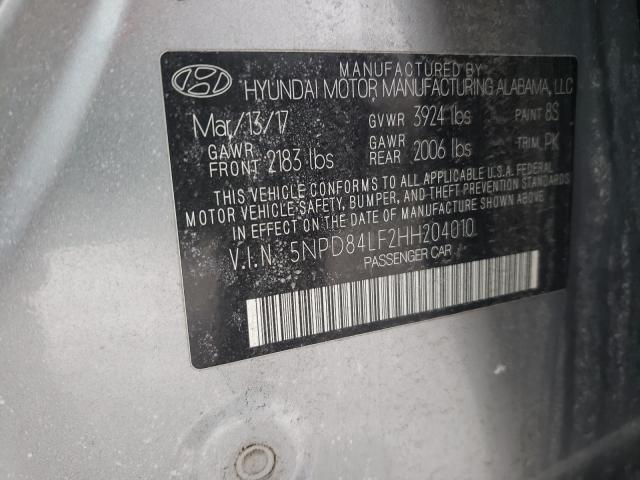 MANUFACTURED BY
HYUNDAI MOTOR MANUFACTURING ALABAMA, LLC
Mar/13/17 GVWR 3924 lbs PAINT 8S
GAWR FRONT 2183 lbs GAWR REAR 2006 lbs TRIM PK
THIS VEHICLE CONFORMS TO ALL APPLICABLE U.S.A. FEDERAL
MOTOR VEHICLE SAFETY, BUMPER, AND THEFT PREVENTION STANDARDS
IN EFFECT ON THE DATE OF MANUFACTURE SHOWN ABOVE
V.I.N. 5NPD84LF2HH204010
PASSENGER CAR